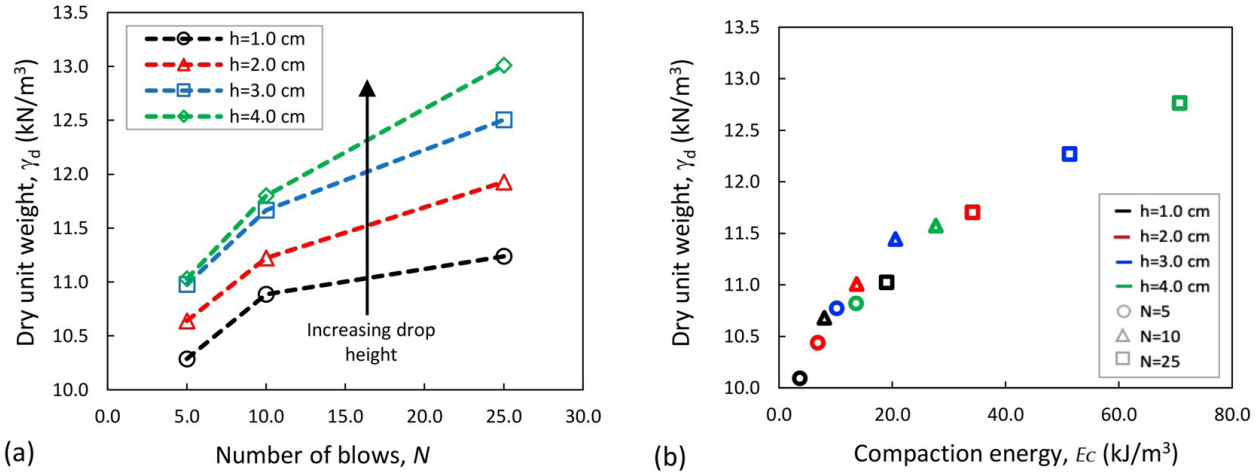 13.5
13.0
12.5
12.0
11.5
11.0
10.5
10.0
0.0 5.0 10.0 15.0 20.0 25.0 30.0
Dry unit weight, γd (kN/m³)
Number of blows, N
h=1.0 cm
h=2.0 cm
h=3.0 cm
h=4.0 cm
Increasing drop
height
(a)
13.5
13.0
12.5
12.0
11.5
11.0
10.5
10.0
0.0 20.0 40.0 60.0 80.0
Dry unit weight, γd (kN/m³)
Compaction energy, EC (kJ/m³)
h=1.0 cm
h=2.0 cm
h=3.0 cm
h=4.0 cm
N=5
N=10
N=25
(b)